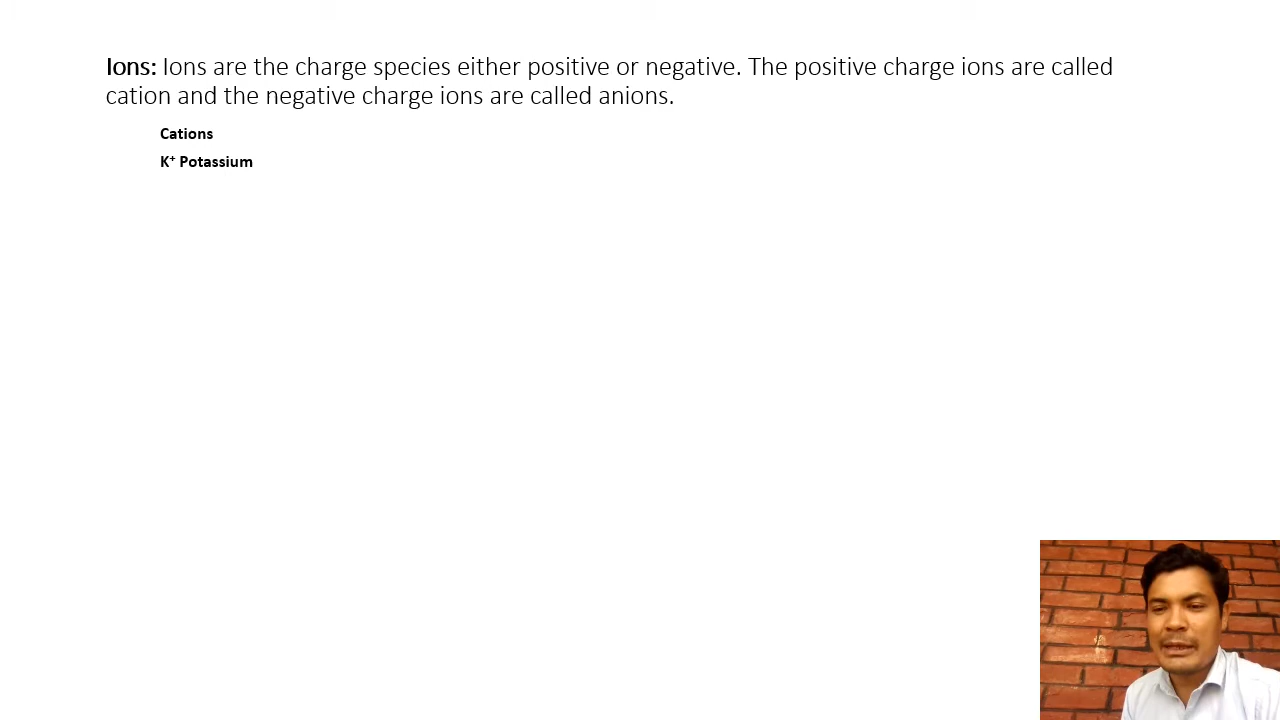 Ions: Ions are the charge species either positive or negative. The positive charge ions are called
cation and the negative charge ions are called anions.
Cations
K⁺ Potassium